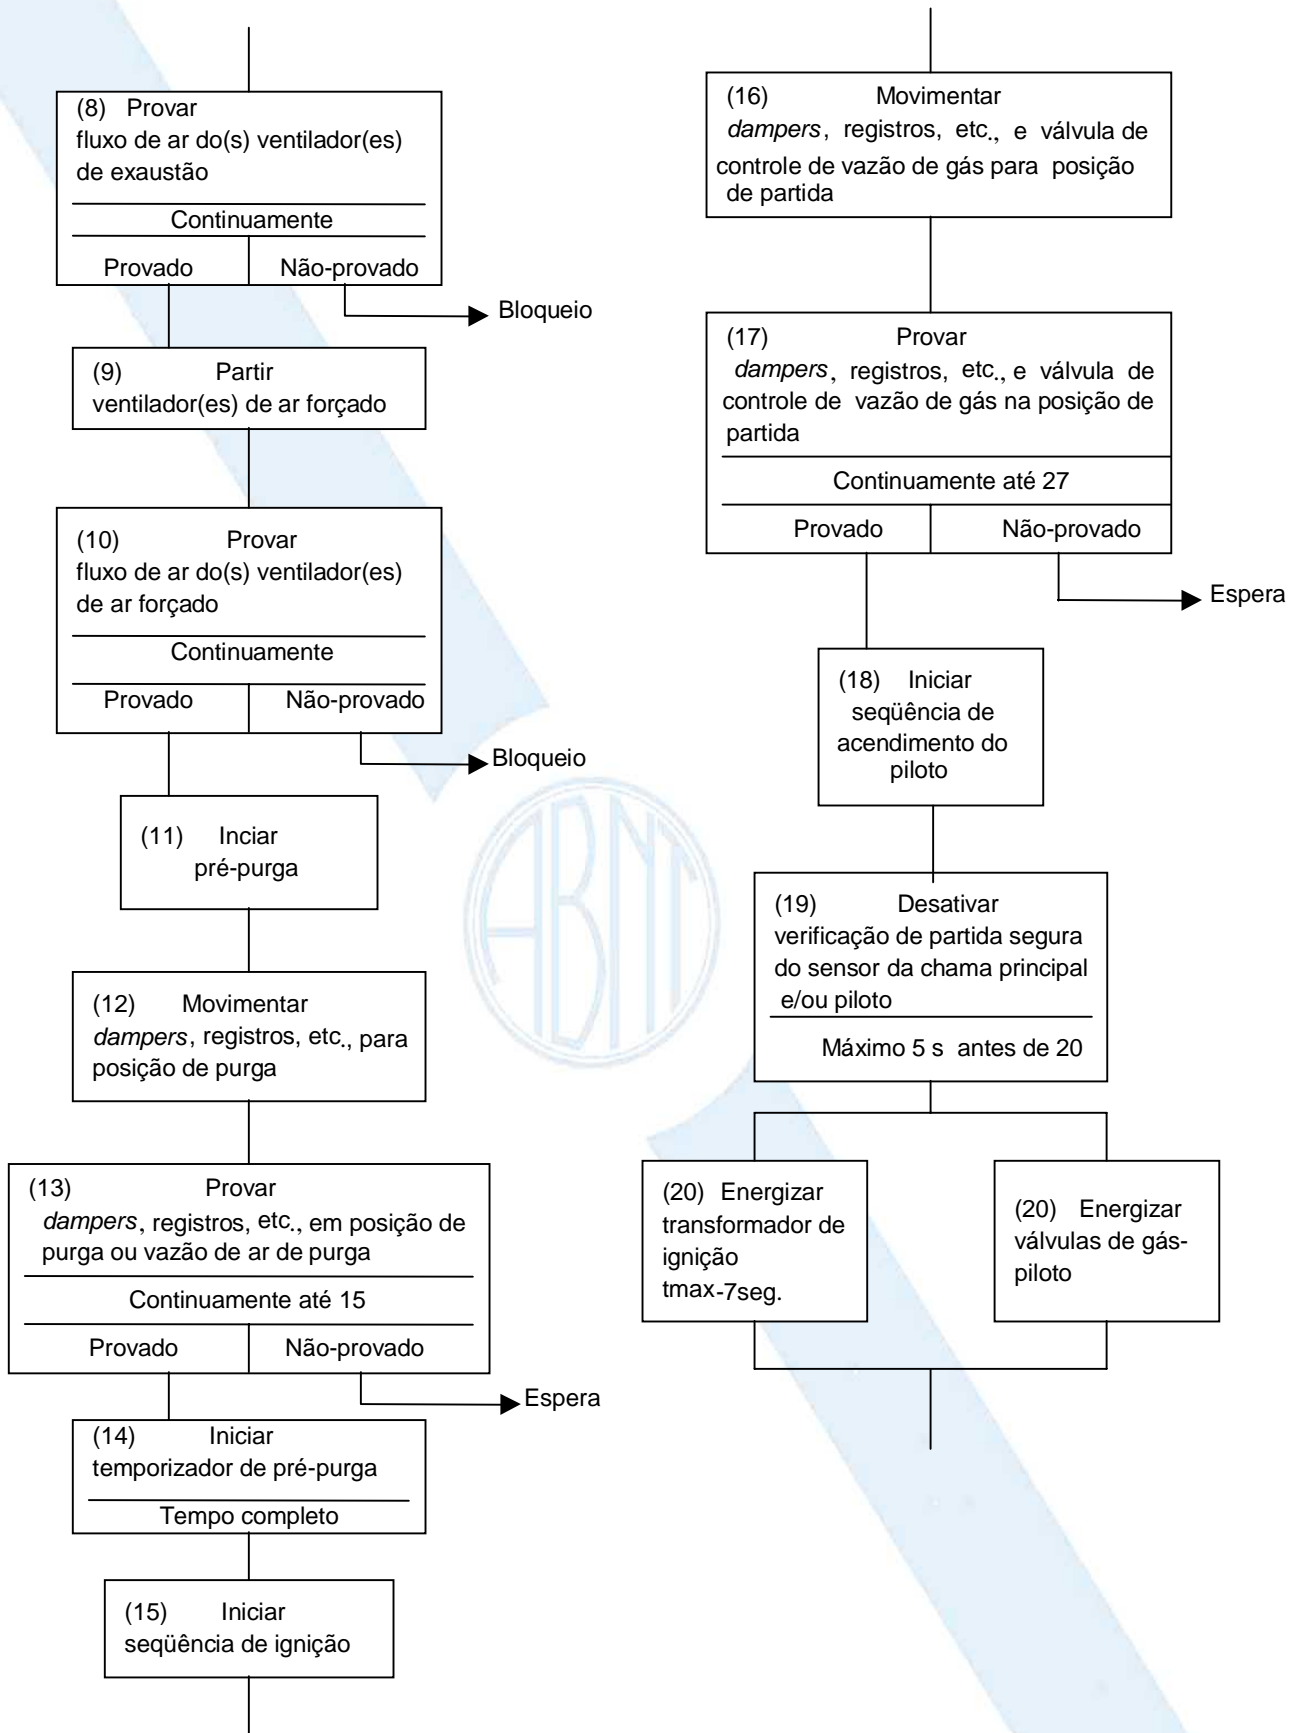 (8) Provar
fluxo de ar do(s) ventilador(es)
de exaustão
Continuamente
Provado Não-provado
Bloqueio
(9) Partir
ventilador(es) de ar forçado
(10) Provar
fluxo de ar do(s) ventilador(es)
de ar forçado
Continuamente
Provado Não-provado
Bloqueio
(11) Inciar
pré-purga
(12) Movimentar
dampers, registros, etc., para
posição de purga
(13) Provar
dampers, registros, etc., em posição de
purga ou vazão de ar de purga
Continuamente até 15
Provado Não-provado
Espera
(14) Iniciar
temporizador de pré-purga
Tempo completo
(15) Iniciar
seqüência de ignição
(16) Movimentar
dampers, registros, etc., e válvula de
controle de vazão de gás para posição
de partida
(17) Provar
dampers, registros, etc., e válvula de
controle de vazão de gás na posição de
partida
Continuamente até 27
Provado Não-provado
Espera
(18) Iniciar
seqüência de
acendimento do
piloto
(19) Desativar
verificação de partida segura
do sensor da chama principal
e/ou piloto
Máximo 5 s antes de 20
(20) Energizar
transformador de
ignição
tmax-7seg.
(20) Energizar
válvulas de gás-
piloto
ABNT